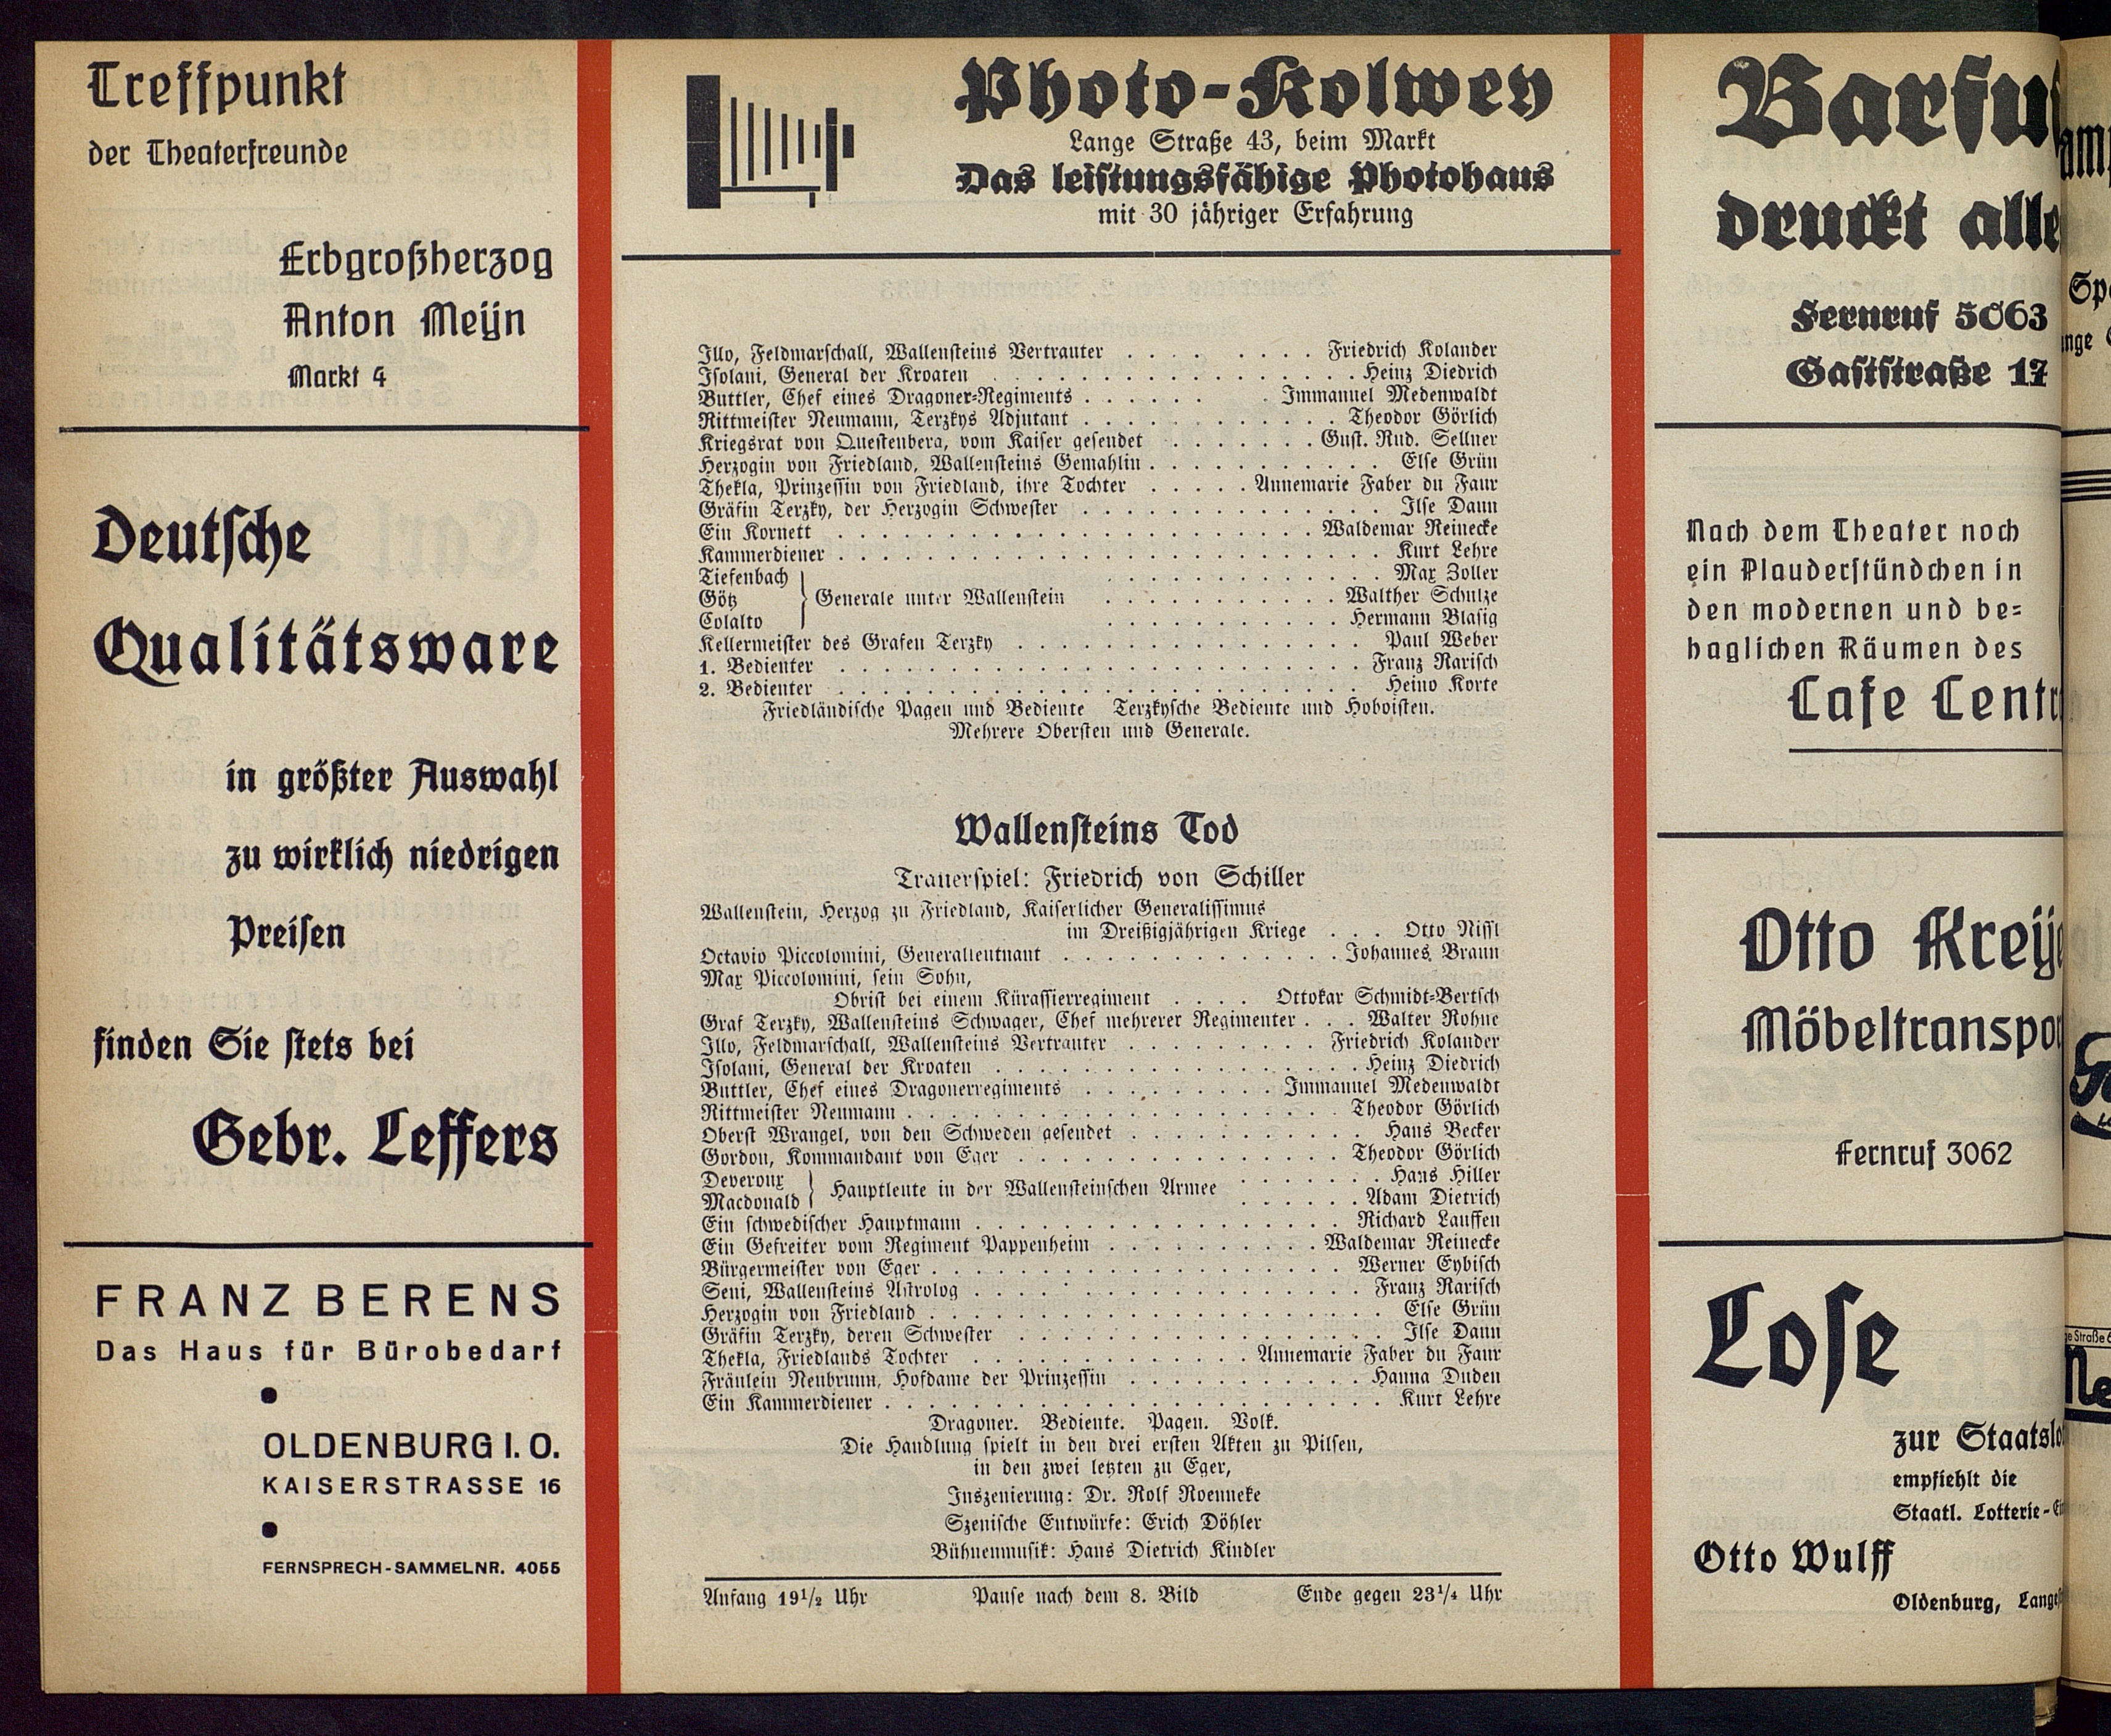 Treffpunkt
der Theaterfreunde
Erbgroßherzog
Anton Meijn
Markt 4
Deutsche
Qualitätsware
in größter Auswahl
zu wirklich niedrigen
Preisen
finden Sie stets bei
Gebr. Leffers
FRANZ BERENS
Das Haus für Bürobedarf
OLDENBURG I. O.
KAISERSTRASSE 16
FERNSPRECH-SAMMELNR. 4055
Photo-Kolwey
Lange Straße 43, beim Markt
Das leistungsfähige Photohaus
mit 30 jähriger Erfahrung
Illo, Feldmarschall, Wallensteins Vertrauter . . . . . . . Friedrich Kolander
Isolani, General der Kroaten . . . . . . . . . . . . . . . Heinz Diedrich
Buttler, Chef eines Dragoner-Regiments . . . . . . . Immanuel Medenwaldt
Rittmeister Neumann, Terzkys Adjutant . . . . . . . . . . . . Theodor Görlich
Kriegsrat von Questenberg, vom Kaiser gesendet . . . . . . . Gust. Rud. Sellner
Herzogin von Friedland, Wallensteins Gemahlin . . . . . . . . . . . Else Grün
Thekla, Prinzessin von Friedland, ihre Tochter . . . . . Annemarie Faber du Faur
Gräfin Terzky, der Herzogin Schwester . . . . . . . . . . . . . . Ilse Dann
Ein Kornett . . . . . . . . . . . . . . . . . . . . . . Waldemar Reinecke
Kammerdiener . . . . . . . . . . . . . . . . . . . . . . . . . Kurt Lehre
Tiefenbach . . . . . . . . . . . . . Max Zoller
Götz } Generale unter Wallenstein . . . . . . . . . . . Walther Schulze
Colalto . . . . . . . . . . . Hermann Blasig
Kellermeister des Grafen Terzky . . . . . . . . . . . . . . . . Paul Weber
1. Bedienter . . . . . . . . . . . . . . . . . . . . . . . . Franz Rarisch
2. Bedienter . . . . . . . . . . . . . . . . . . . . . . . . Heino Korte
Friedländische Pagen und Bediente Terzkysche Bediente und Hoboisten.
Mehrere Obersten und Generale.
Wallensteins Tod
Trauerspiel: Friedrich von Schiller
Wallenstein, Herzog zu Friedland, Kaiserlicher Generalissimus
im Dreißigjährigen Kriege . . . Otto Nissl
Octavio Piccolomini, Generalleutnant . . . . . . . . . . . . . Johannes Braun
Max Piccolomini, sein Sohn,
Obrist bei einem Kürassierregiment . . . . Ottokar Schmidt-Bertsch
Graf Terzky, Wallensteins Schwager, Chef mehrerer Regimenter . . . Walter Rohne
Illo, Feldmarschall, Wallensteins Vertrauter . . . . . . . . . Friedrich Kolander
Isolani, General der Kroaten . . . . . . . . . . . . . . . . Heinz Diedrich
Buttler, Chef eines Dragonerregiments . . . . . . . . . Immanuel Medenwaldt
Rittmeister Neumann . . . . . . . . . . . . . . . . . . . . Theodor Görlich
Oberst Wrangel, von den Schweden gesendet . . . . . . . . . . . Hans Becker
Gordon, Kommandant von Eger . . . . . . . . . . . . . . . Theodor Görlich
Deveroux . . . . . . . Hans Hiller
} Hauptleute in der Wallensteinschen Armee
Macdonald . . . . . . Adam Dietrich
Ein schwedischer Hauptmann . . . . . . . . . . . . . . . . . Richard Lauffen
Ein Gefreiter vom Regiment Pappenheim . . . . . . . . . . Waldemar Reinecke
Bürgermeister von Eger . . . . . . . . . . . . . . . . . . . Werner Eybisch
Seni, Wallensteins Astrolog . . . . . . . . . . . . . . . . . . Franz Rarisch
Herzogin von Friedland . . . . . . . . . . . . . . . . . . . . . Else Grün
Gräfin Terzky, deren Schwester . . . . . . . . . . . . . . . . . Ilse Dann
Thekla, Friedlands Tochter . . . . . . . . . . . . . Annemarie Faber du Faur
Fräulein Neubrunn, Hofdame der Prinzessin . . . . . . . . . . . Hanna Duden
Ein Kammerdiener . . . . . . . . . . . . . . . . . . . . . . . Kurt Lehre
Dragoner. Bediente. Pagen. Volk.
Die Handlung spielt in den drei ersten Akten zu Pilsen,
in den zwei letzten zu Eger,
Inszenierung: Dr. Rolf Roenneke
Szenische Entwürfe: Erich Döhler
Bühnenmusik: Hans Dietrich Kindler
Anfang 19½ Uhr Pause nach dem 8. Bild Ende gegen 23¼ Uhr
druckt alle
Fernruf 5063
Gaststraße 17
Nach dem Theater noch
ein Plauderstündchen in
den modernen und be-
haglichen Räumen des
Cafe
Otto
Fernruf 3062
Lose
zur
empfiehlt die
Staatl. Lotterie-
Otto Wulff
Oldenburg,